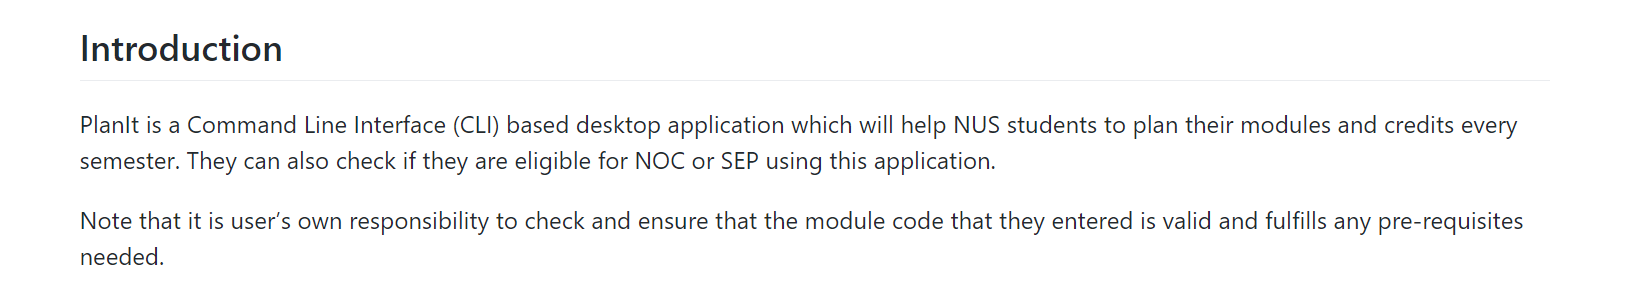 Introduction
PlanIt is a Command Line Interface (CLI) based desktop application which will help NUS students to plan their modules and credits every
semester. They can also check if they are eligible for NOC or SEP using this application.
Note that it is user’s own responsibility to check and ensure that the module code that they entered is valid and fulfills any pre-requisites
needed.